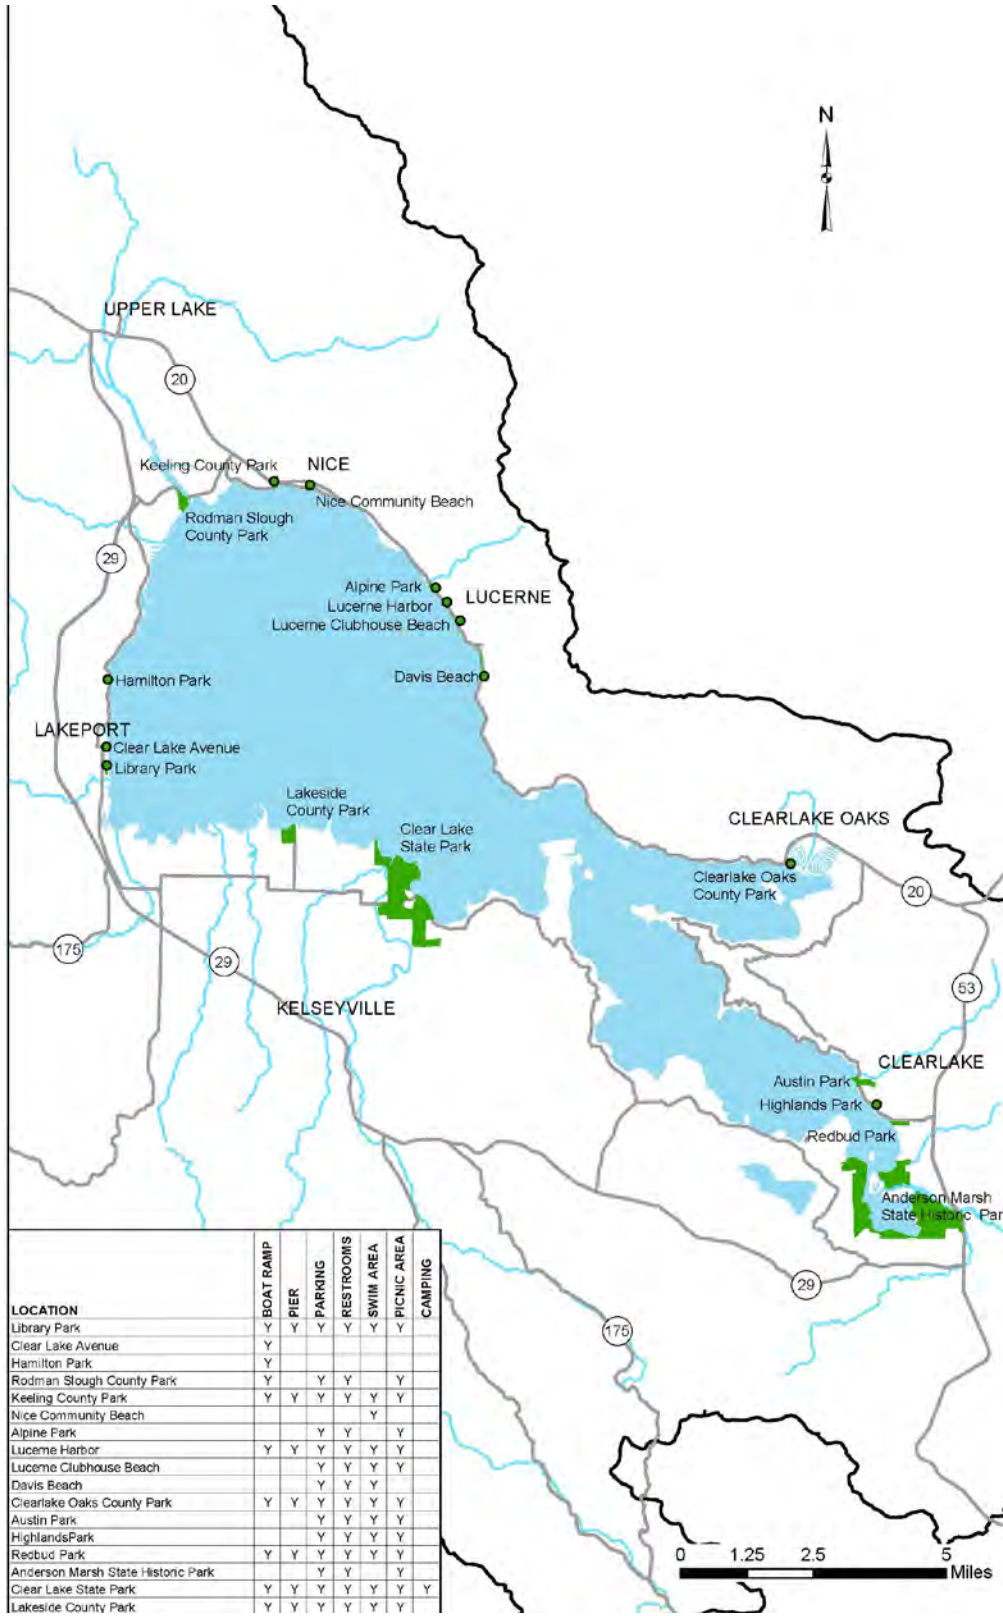 N
UPPER LAKE
20
Keeling County Park
NICE
Nice Community Beach
Rodman Slough
County Park
29
Alpine Park
Lucerne Harbor
LUCERNE
Lucerne Clubhouse Beach
Davis Beach
Hamilton Park
LAKEPORT
Clear Lake Avenue
Library Park
Lakeside
County Park
Clear Lake
State Park
CLEARLAKE OAKS
Clearlake Oaks
County Park
20
175
29
53
KELSEYVILLE
CLEARLAKE
Austin Park
Highlands Park
Redbud Park
Anderson Marsh
State Historic Par
29
175
LOCATION BOAT RAMP PIER PARKING RESTROOMS SWIM AREA PICNIC AREA CAMPING
Library Park Y Y Y Y Y Y
Clear Lake Avenue Y
Hamilton Park Y
Rodman Slough County Park Y Y Y Y
Keeling County Park Y Y Y Y Y Y
Nice Community Beach Y
Alpine Park Y Y Y
Lucerne Harbor Y Y Y Y Y Y
Lucerne Clubhouse Beach Y Y Y Y
Davis Beach Y Y Y
Clearlake Oaks County Park Y Y Y Y Y Y
Austin Park Y Y Y Y
HighlandsPark Y Y Y Y
Redbud Park Y Y Y Y Y Y
Anderson Marsh State Historic Park Y Y Y
Clear Lake State Park Y Y Y Y Y Y Y
Lakeside County Park Y Y Y Y Y Y
0 1.25 2.5 5
Miles